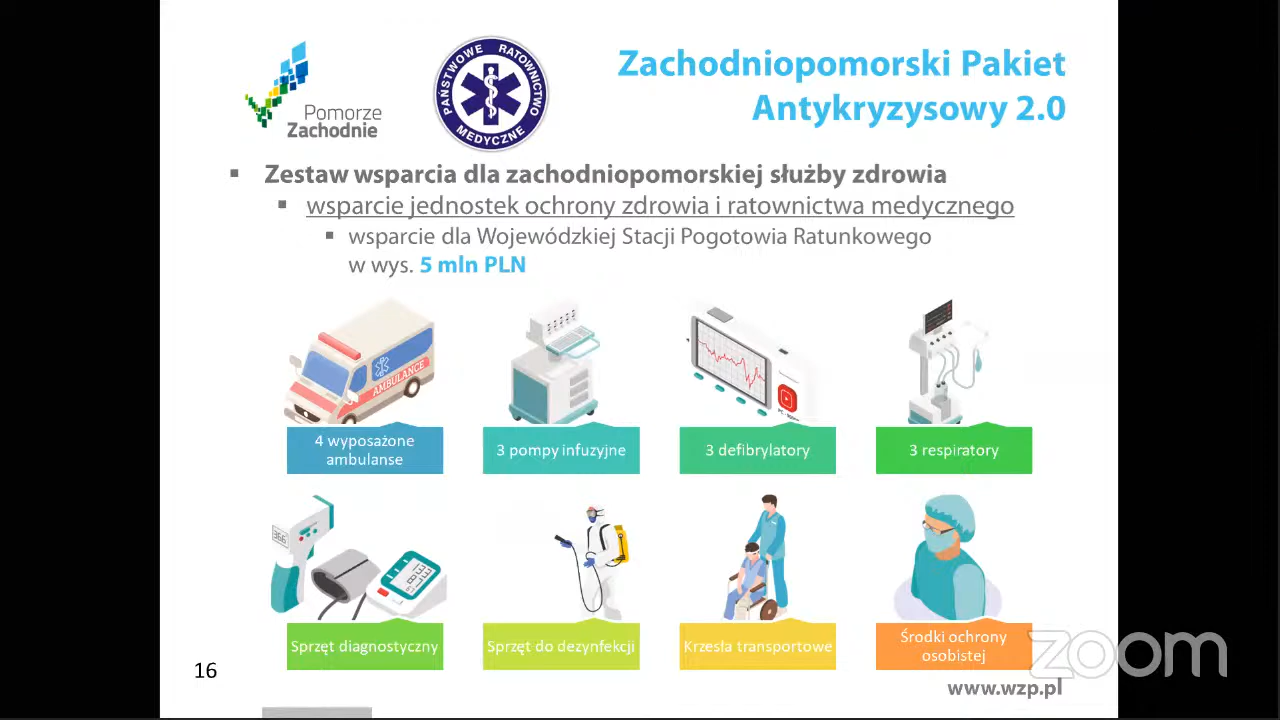 Pomorze
Zachodnie
PAŃSTWOWE RATOWNICTWO
MEDYCZNE
Zachodniopomorski Pakiet
Antykryzysowy 2.0
▪ Zestaw wsparcia dla zachodniopomorskiej służby zdrowia
▪ wsparcie jednostek ochrony zdrowia i ratownictwa medycznego
▪ wsparcie dla Wojewódzkiej Stacji Pogotowia Ratunkowego
w wys. 5 mln PLN
AMBULANCE
4 wyposażone
ambulanse
3 pompy infuzyjne
3 defibrylatory
3 respiratory
36.6
Sprzęt diagnostyczny
Sprzęt do dezynfekcji
Krzesła transportowe
Środki ochrony
osobistej
zoom
16
www.wzp.pl